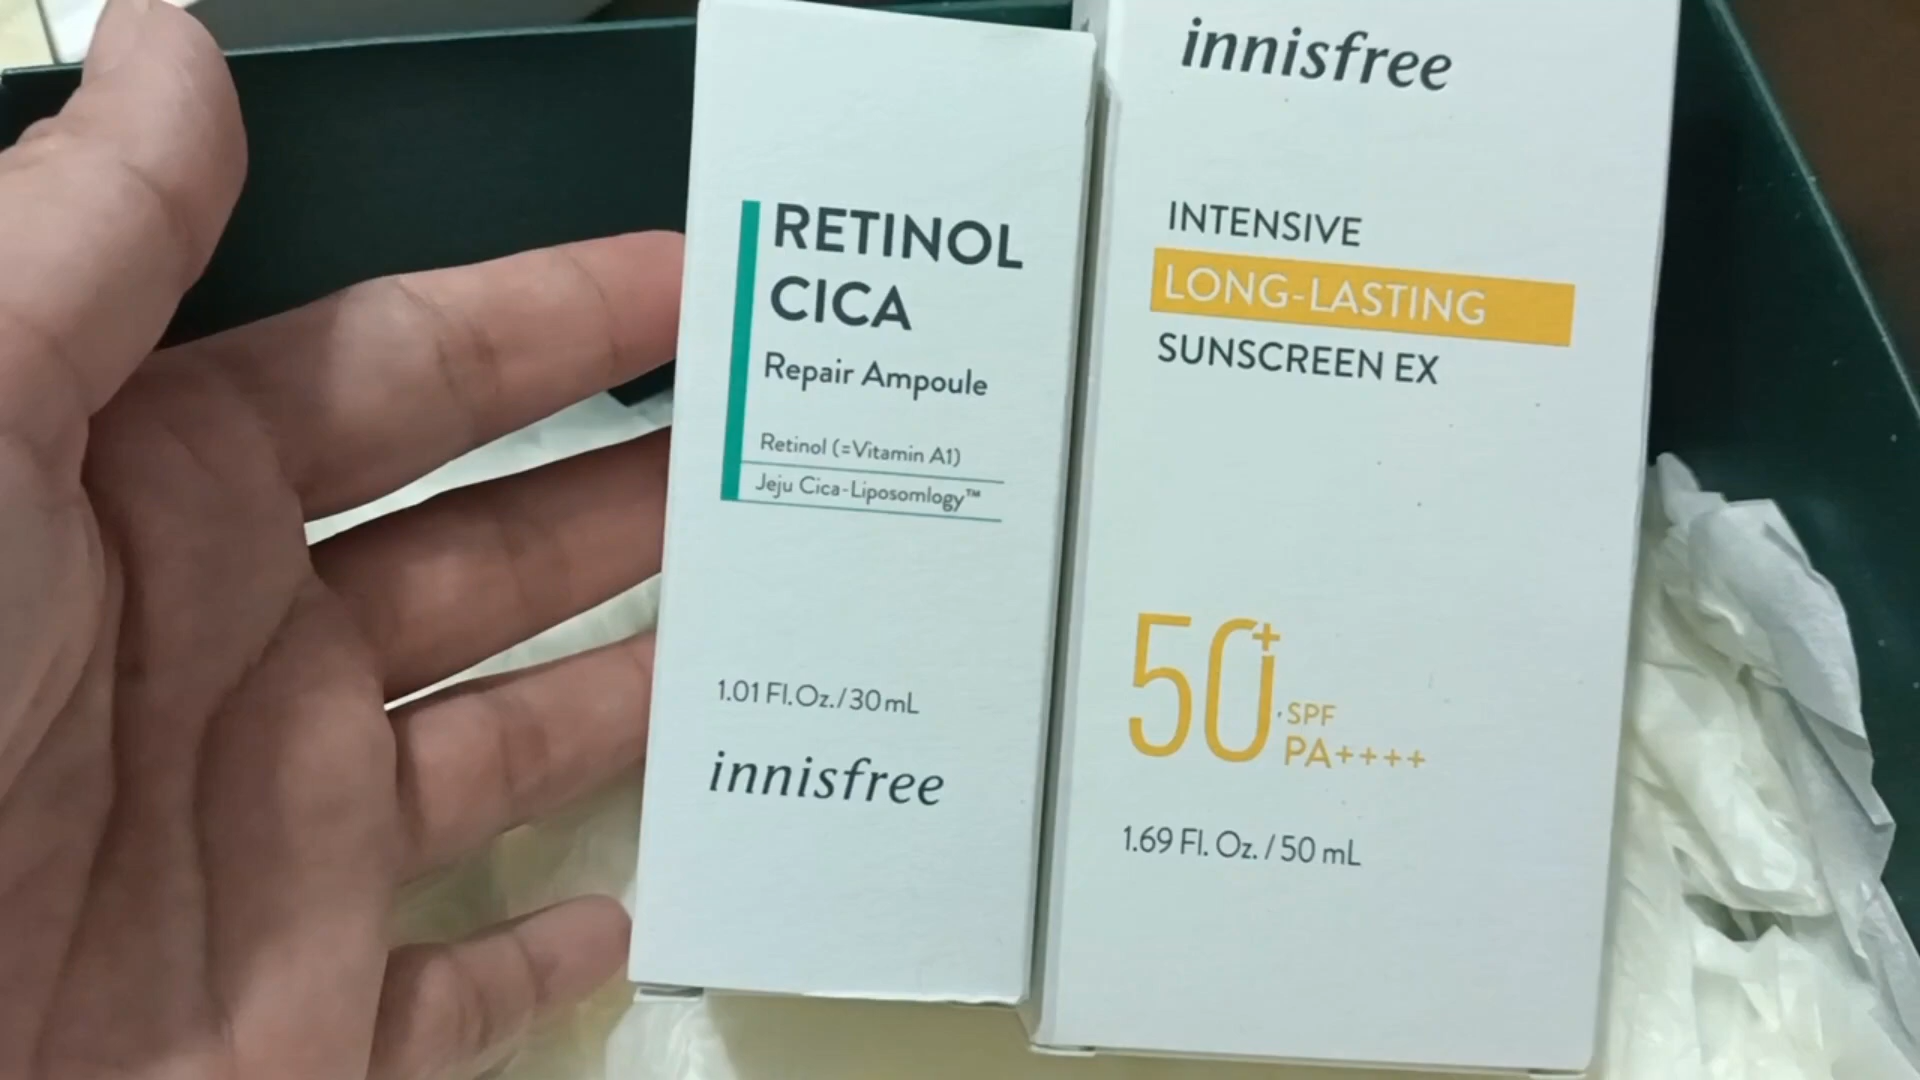 RETINOL
CICA
Repair Ampoule
Retinol (=Vitamin A1)
Jeju Cica-Liposomlogy™
1.01 Fl.Oz./30mL
innisfree
innisfree
INTENSIVE
LONG-LASTING
SUNSCREEN EX
50+
SPF
PA++++
1.69 Fl. Oz. / 50 mL